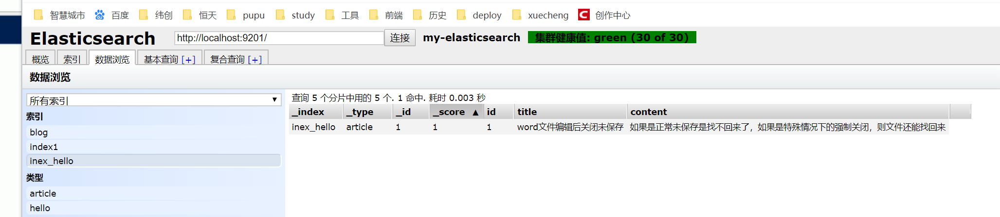 智慧城市 百度 纬创 恒天 pupu study 工具 前端 历史 deploy xuecheng C 创作中心
Elasticsearch http://localhost:9201/ 连接 my-elasticsearch 集群健康值: green (30 of 30)
概览 索引 数据浏览 基本查询 [+] 复合查询 [+]
数据浏览
所有索引 ▼
查询 5 个分片中用的 5 个. 1 命中. 耗时 0.003 秒
_index _type _id _score ▲ id title content
inex_hello article 1 1 1 word文件编辑后关闭未保存 如果是正常未保存是找不回来了，如果是特殊情况下的强制关闭，则文件还能找回来
索引
blog
index1
inex_hello
类型
article
hello